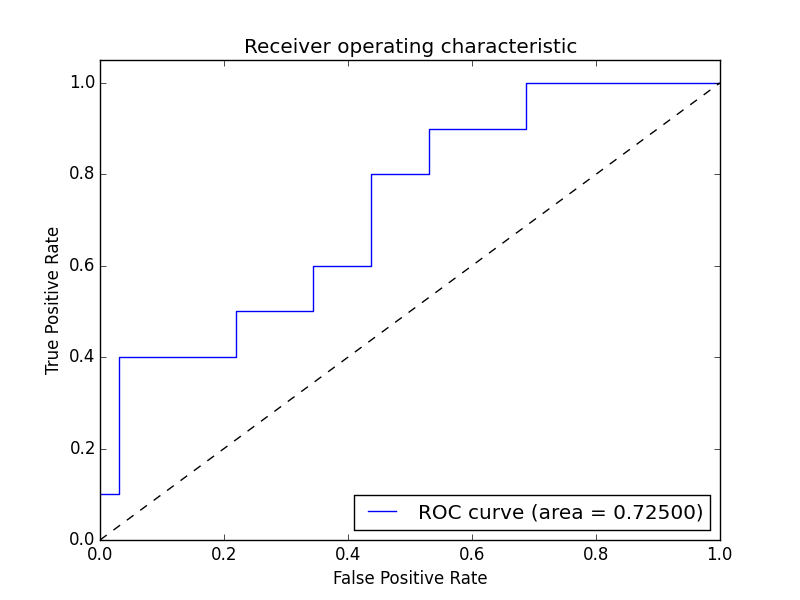 Receiver operating characteristic
1.0
0.8
0.6
0.4
0.2
0.0
True Positive Rate
ROC curve (area = 0.72500)
0.0 0.2 0.4 0.6 0.8 1.0
False Positive Rate